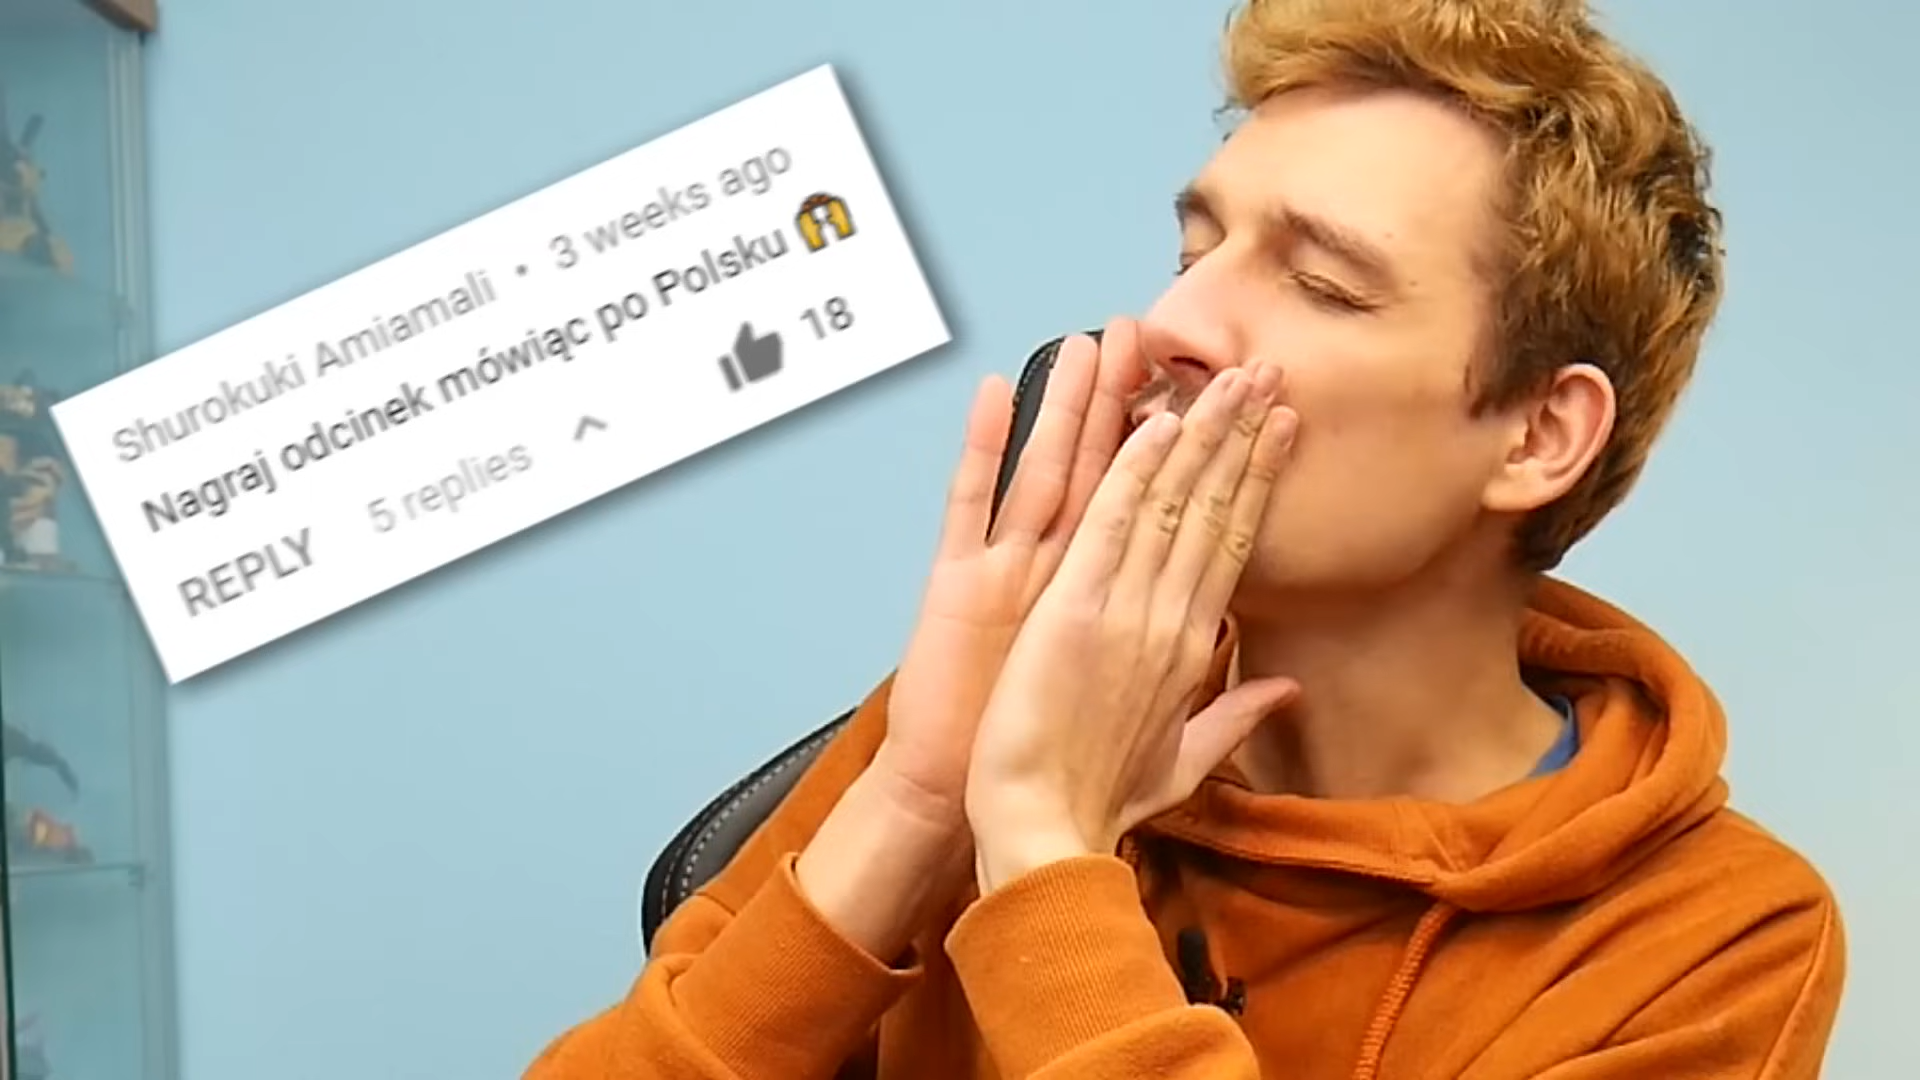 Shurokuki Amiamali • 3 weeks ago
Nagraj odcinek mówiąc po Polsku 😭
18
REPLY 5 replies